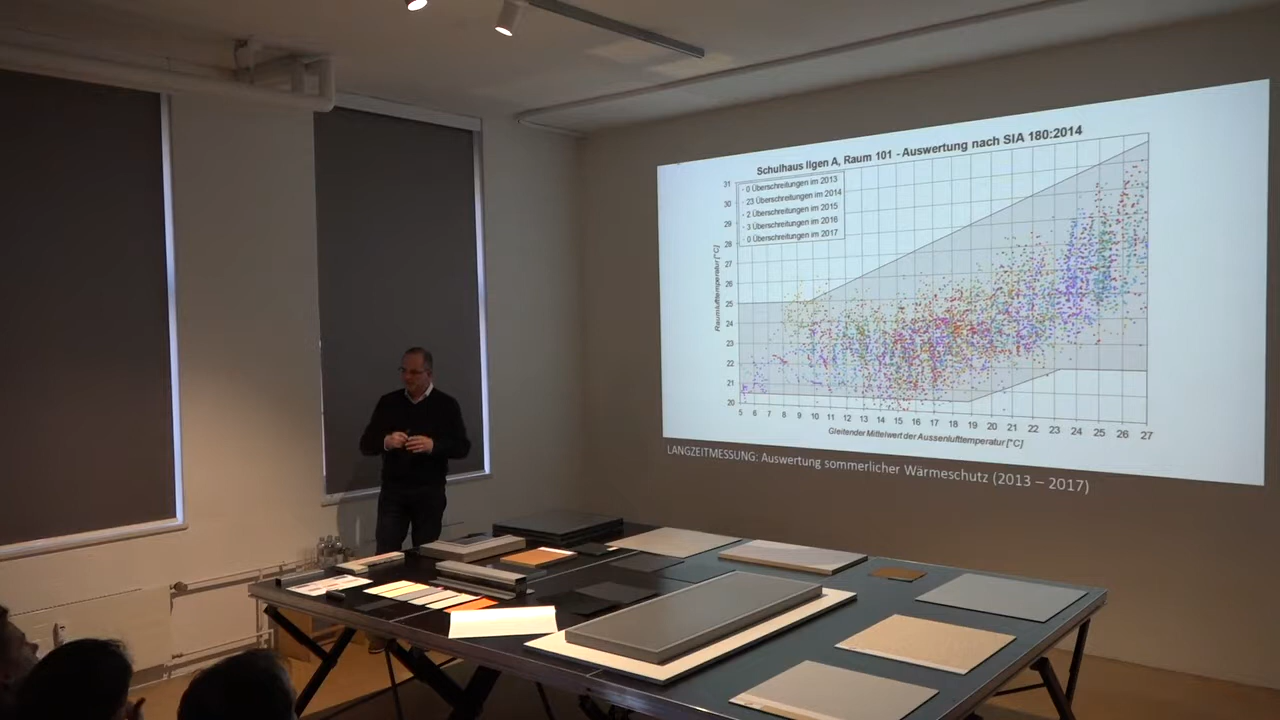 Schulhaus Ilgen A, Raum 101 - Auswertung nach SIA 180:2014
0 Überschreitungen im 2013
23 Überschreitungen im 2014
2 Überschreitungen im 2015
3 Überschreitungen im 2016
0 Überschreitungen im 2017
Raumlufttemperatur [°C]
31
30
29
28
27
26
25
24
23
22
21
20
5 6 7 8 9 10 11 12 13 14 15 16 17 18 19 20 21 22 23 24 25 26 27
Gleitender Mittelwert der Aussenlufttemperatur [°C]
LANGZEITMESSUNG: Auswertung sommerlicher Wärmeschutz (2013 – 2017)